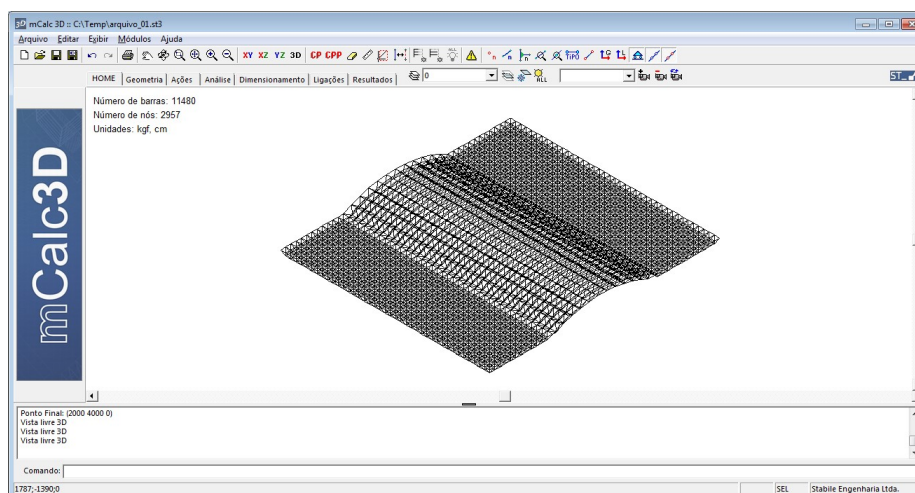 mCalc 3D :: C:\Temp\arquivo_01.st3
Arquivo Editar Exibir Módulos Ajuda
XY XZ YZ 3D CP CPP TIPO
HOME Geometria Ações Análise Dimensionamento Ligações Resultados 0 ALL ST_
Número de barras: 11480
Número de nós: 2957
Unidades: kgf, cm
mCalc3D
Ponto Final: (2000 4000 0)
Vista livre 3D
Vista livre 3D
Vista livre 3D
Comando:
1787;-1390;0 SEL Stabile Engenharia Ltda.